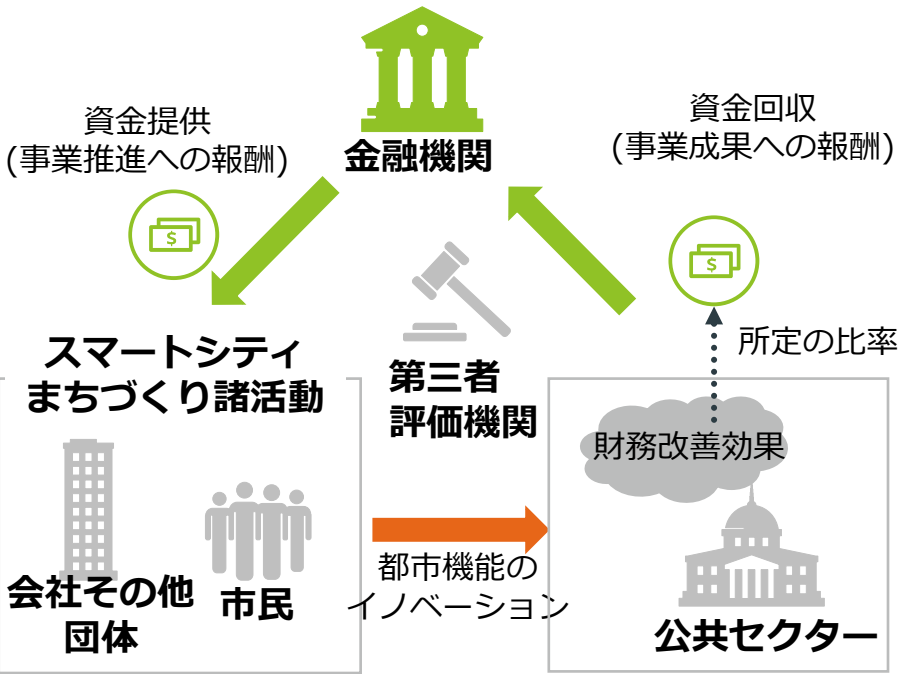 金融機関
資金提供
(事業推進への報酬)
$
資金回収
(事業成果への報酬)
$
所定の比率
スマートシティ
まちづくり諸活動
第三者
評価機関
財務改善効果
会社その他
団体
市民
都市機能の
イノベーション
公共セクター